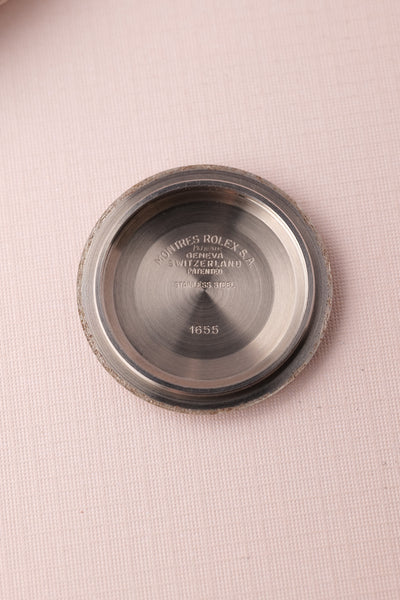 MONTRES ROLEX S.A.
GENEVA
SWITZERLAND
PATENTED
STAINLESS STEEL
1655